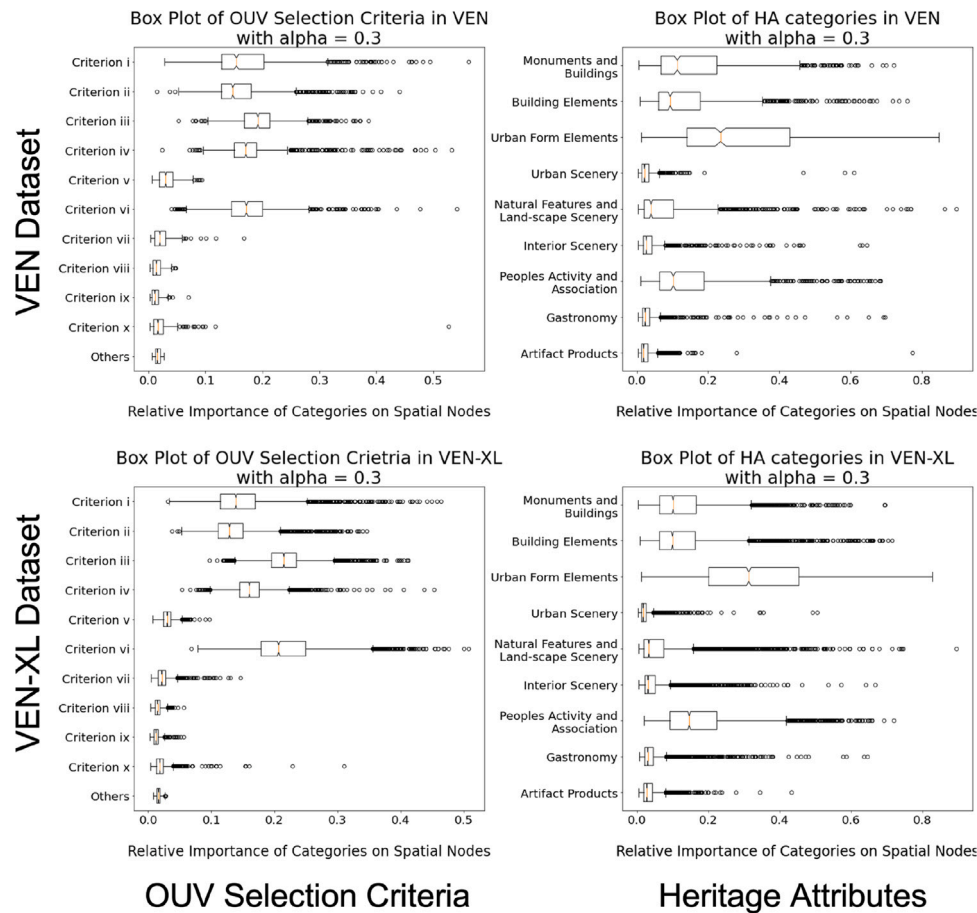 Box Plot of OUV Selection Criteria in VEN
with alpha = 0.3
Criterion i
Criterion ii
Criterion iii
Criterion iv
Criterion v
Criterion vi
Criterion vii
Criterion viii
Criterion ix
Criterion x
Others
0.0 0.1 0.2 0.3 0.4 0.5
Relative Importance of Categories on Spatial Nodes
Box Plot of HA categories in VEN
with alpha = 0.3
Monuments and
Buildings
Building Elements
Urban Form Elements
Urban Scenery
Natural Features and
Land-scape Scenery
Interior Scenery
Peoples Activity and
Association
Gastronomy
Artifact Products
0.0 0.2 0.4 0.6 0.8
Relative Importance of Categories on Spatial Nodes
VEN Dataset
Box Plot of OUV Selection Crietria in VEN-XL
with alpha = 0.3
Criterion i
Criterion ii
Criterion iii
Criterion iv
Criterion v
Criterion vi
Criterion vii
Criterion viii
Criterion ix
Criterion x
Others
0.0 0.1 0.2 0.3 0.4 0.5
Relative Importance of Categories on Spatial Nodes
Box Plot of HA categories in VEN-XL
with alpha = 0.3
Monuments and
Buildings
Building Elements
Urban Form Elements
Urban Scenery
Natural Features and
Land-scape Scenery
Interior Scenery
Peoples Activity and
Association
Gastronomy
Artifact Products
0.0 0.2 0.4 0.6 0.8
Relative Importance of Categories on Spatial Nodes
VEN-XL Dataset
OUV Selection Criteria
Heritage Attributes